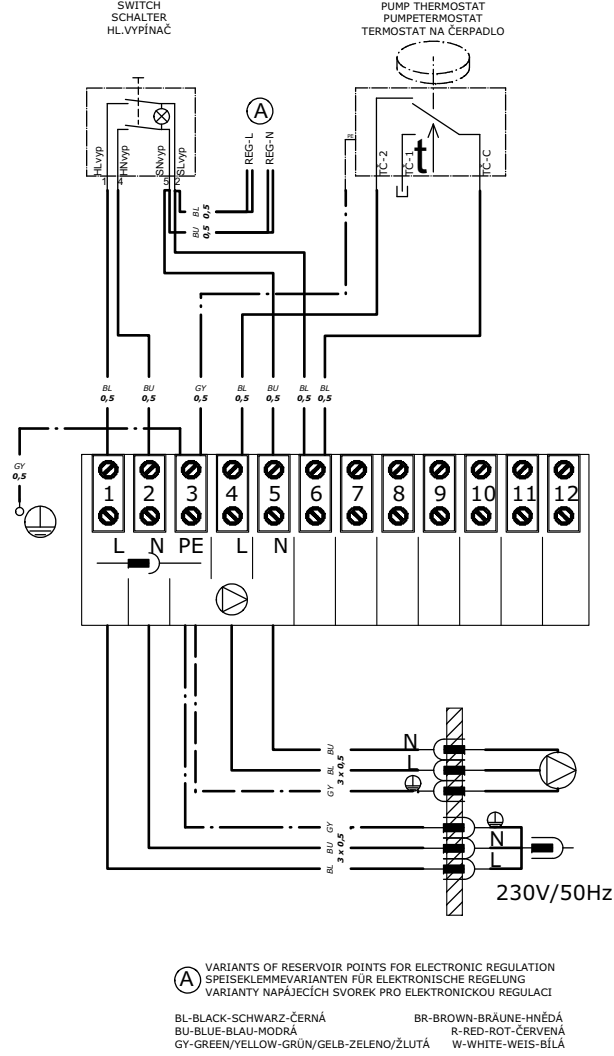 SWITCH
SCHALTER
HL.VYPÍNAČ
PUMP THERMOSTAT
PUMPETERMOSTAT
TERMOSTAT NA ČERPADLO
A
REG-L
REG-N
PE
HLvyp
HNvyp
SNvyp
SLvyp
1
4
5
2
TČ-2
TČ-1
t
TČ-C
BL
0,5
BU
0,5
BL
0,5
BU
0,5
GY
0,5
BL
0,5
BU
0,5
BL
0,5
BL
0,5
GY
0,5
1
2
3
4
5
6
7
8
9
10
11
12
L
N
PE
L
N
BU
BL
GY
3 x 0,5
N
L
GY
BU
BL
3 x 0,5
N
L
230V/50Hz
A
VARIANTS OF RESERVOIR POINTS FOR ELECTRONIC REGULATION
SPEISEKLEMMEVARIANTEN FÜR ELEKTRONISCHE REGELUNG
VARIANTY NAPÁJECÍCH SVOREK PRO ELEKTRONICKOU REGULACI
BL-BLACK-SCHWARZ-ČERNÁ
BR-BROWN-BRÄUNE-HNĚDÁ
BU-BLUE-BLAU-MODRÁ
R-RED-ROT-ČERVENÁ
GY-GREEN/YELLOW-GRÜN/GELB-ZELENO/ŽLUTÁ
W-WHITE-WEIS-BÍLÁ